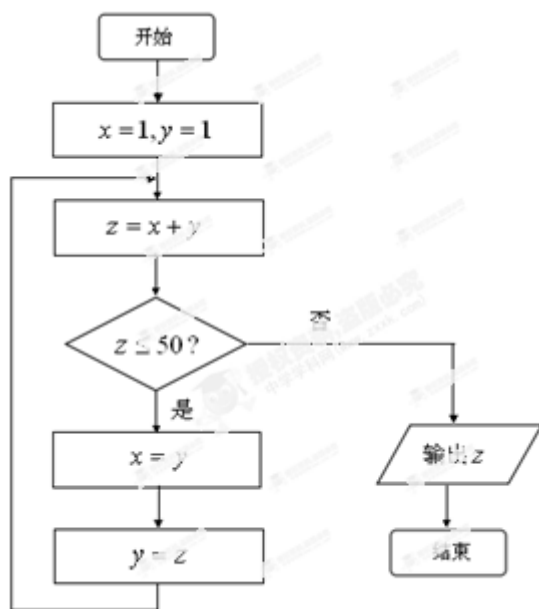 开始
x=1,y=1
z=x+y
z≤50?
否
是
x=y
输出z
y=z
结束